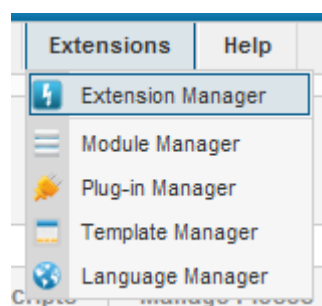 Extensions Help
Extension Manager
Module Manager
Plug-in Manager
Template Manager
Language Manager